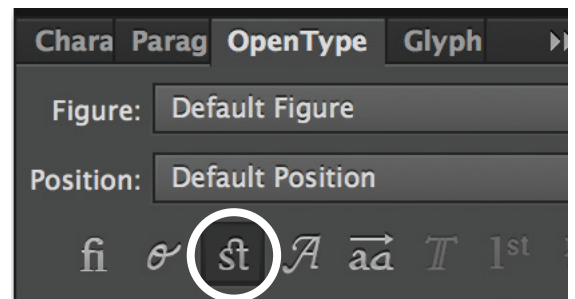 Chara Parag OpenType Glyph
Figure: Default Figure
Position: Default Position
fi st A aa T 1st